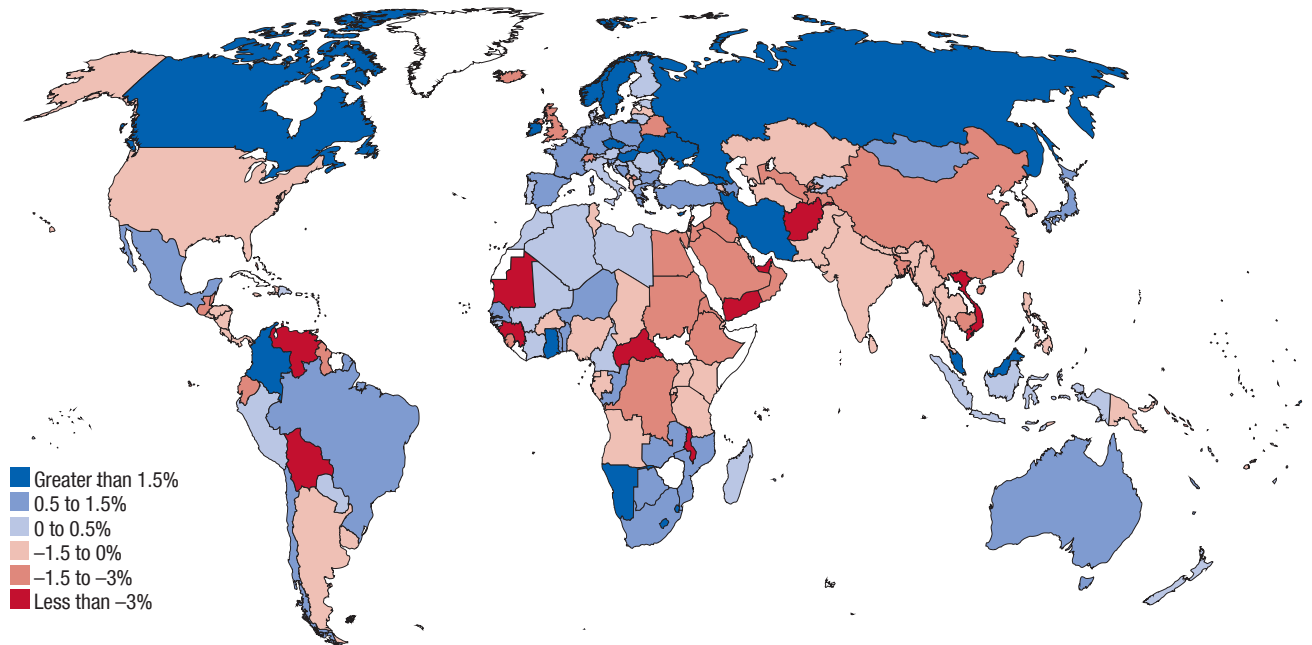 Greater than 1.5%
0.5 to 1.5%
0 to 0.5%
–1.5 to 0%
–1.5 to –3%
Less than –3%